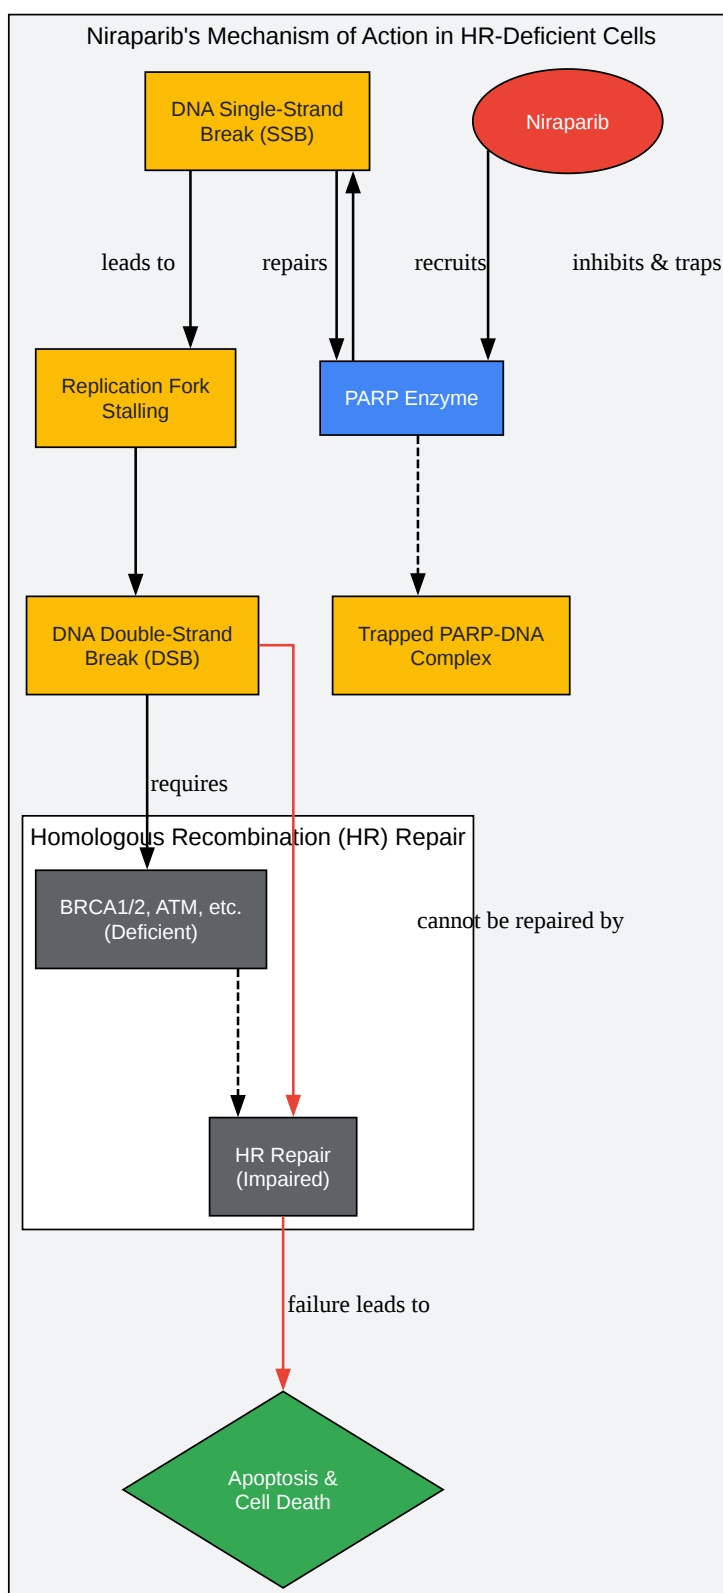 Niraparib's Mechanism of Action in HR-Deficient Cells
DNA Single-Strand
Break (SSB)
Niraparib
leads to
repairs
recruits
inhibits & traps
Replication Fork
Stalling
PARP Enzyme
DNA Double-Strand
Break (DSB)
Trapped PARP-DNA
Complex
requires
Homologous Recombination (HR) Repair
BRCA1/2, ATM, etc.
(Deficient)
cannot be repaired by
HR Repair
(Impaired)
failure leads to
Apoptosis &
Cell Death